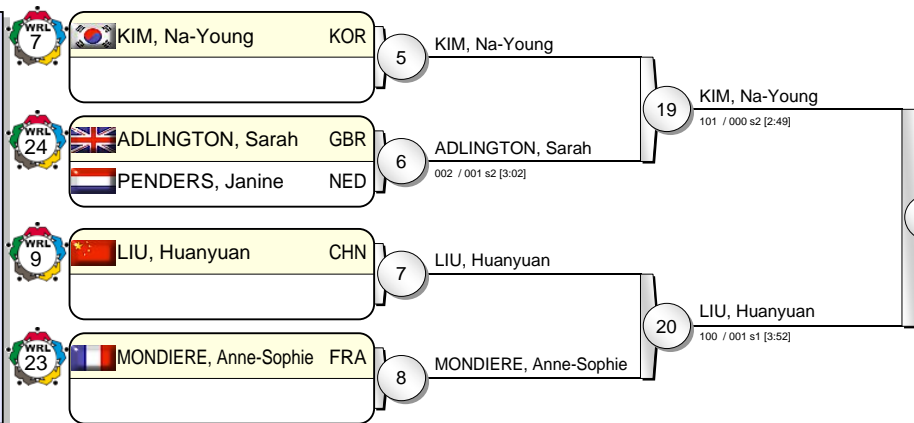 WRL
7
KIM, Na-Young KOR
5
KIM, Na-Young
19
KIM, Na-Young
101 / 000 s2 [2:49]
WRL
24
ADLINGTON, Sarah GBR
PENDERS, Janine NED
6
ADLINGTON, Sarah
002 / 001 s2 [3:02]
WRL
9
LIU, Huanyuan CHN
7
LIU, Huanyuan
20
LIU, Huanyuan
100 / 001 s1 [3:52]
WRL
23
MONDIERE, Anne-Sophie FRA
8
MONDIERE, Anne-Sophie